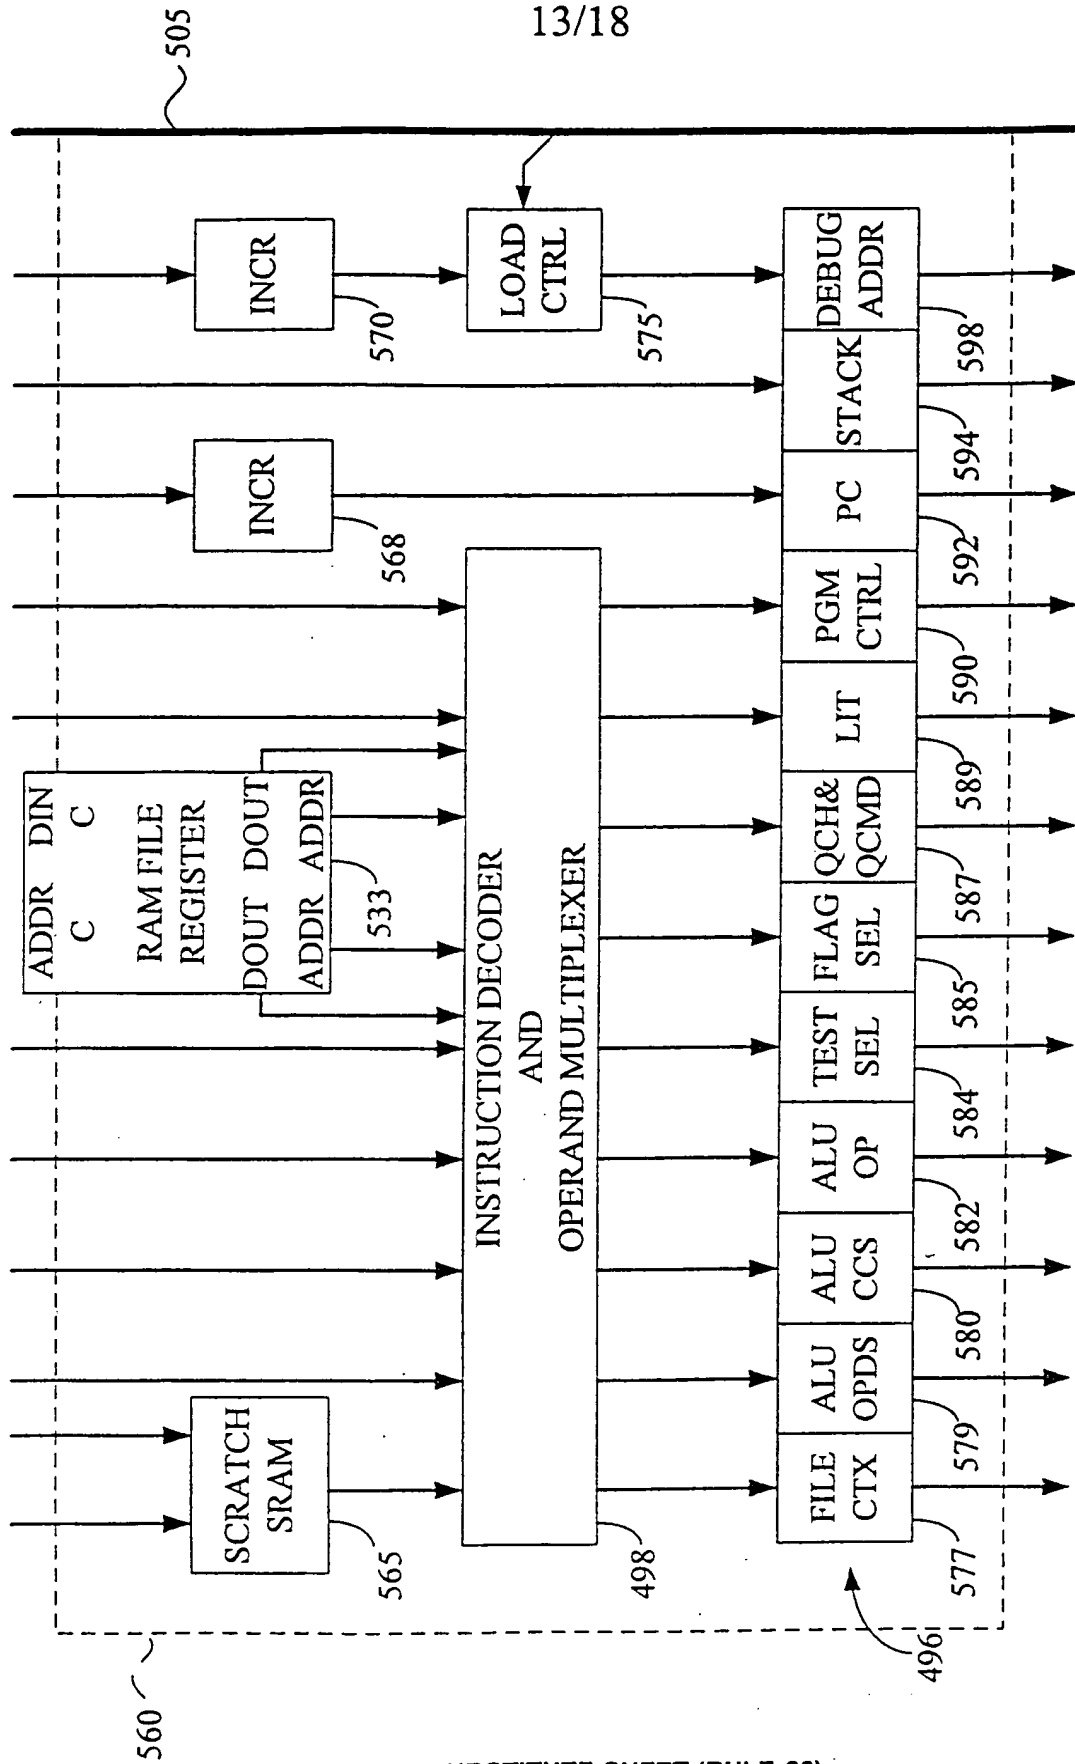 13/18
505
INCR
570
LOAD
CTRL
575
DEBUG
ADDR
598
STACK
594
INCR
568
PC
592
PGM
CTRL
590
LIT
589
ADDR DIN
C C
RAM FILE
REGISTER
DOUT DOUT
ADDR ADDR
533
QCH&
QCMD
587
FLAG
SEL
585
INSTRUCTION DECODER
AND
OPERAND MULTIPLEXER
498
TEST
SEL
584
ALU
OP
582
ALU
CCS
580
ALU
OPDS
579
SCRATCH
SRAM
565
FILE
CTX
577
496
560